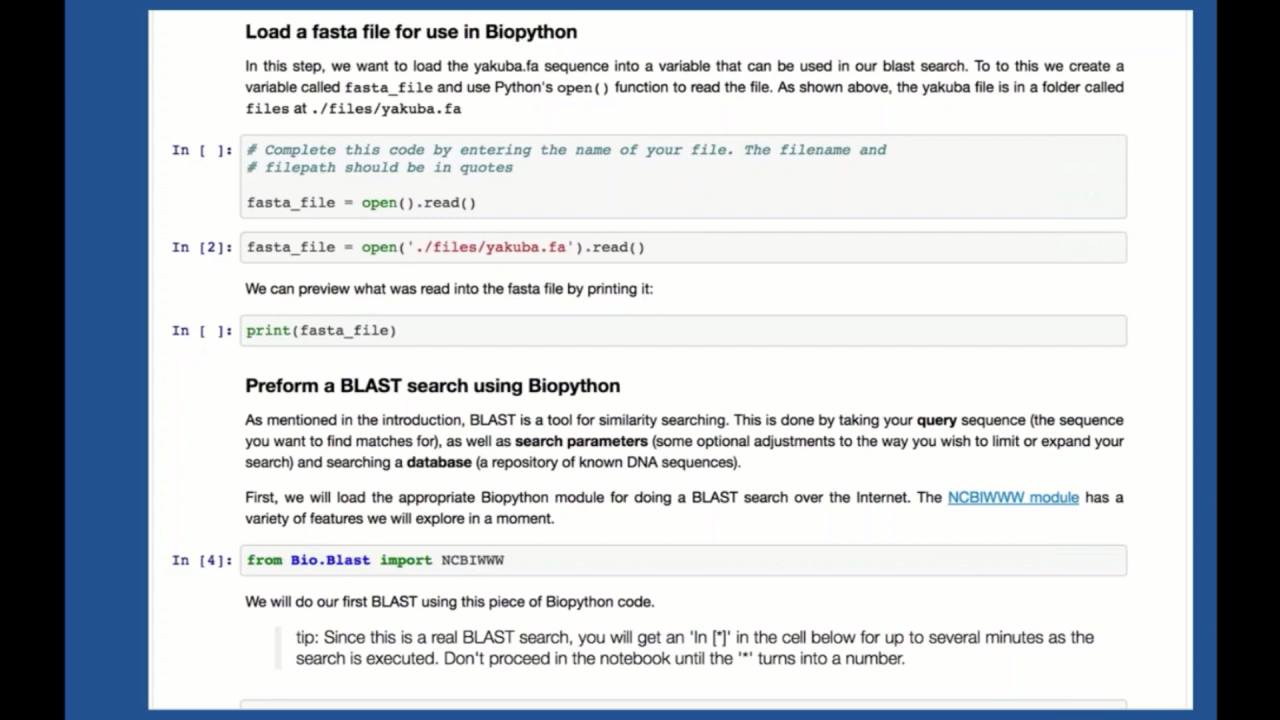 Load a fasta file for use in Biopython
In this step, we want to load the yakuba.fa sequence into a variable that can be used in our blast search. To to this we create a
variable called fasta_file and use Python's open() function to read the file. As shown above, the yakuba file is in a folder called
files at ./files/yakuba.fa
In [ ]: # Complete this code by entering the name of your file. The filename and
# filepath should be in quotes
fasta_file = open().read()
In [2]: fasta_file = open('./files/yakuba.fa').read()
We can preview what was read into the fasta file by printing it:
In [ ]: print(fasta_file)
Preform a BLAST search using Biopython
As mentioned in the introduction, BLAST is a tool for similarity searching. This is done by taking your query sequence (the sequence
you want to find matches for), as well as search parameters (some optional adjustments to the way you wish to limit or expand your
search) and searching a database (a repository of known DNA sequences).
First, we will load the appropriate Biopython module for doing a BLAST search over the Internet. The NCBIWWW module has a
variety of features we will explore in a moment.
In [4]: from Bio.Blast import NCBIWWW
We will do our first BLAST using this piece of Biopython code.
tip: Since this is a real BLAST search, you will get an 'In [*]' in the cell below for up to several minutes as the
search is executed. Don't proceed in the notebook until the '*' turns into a number.